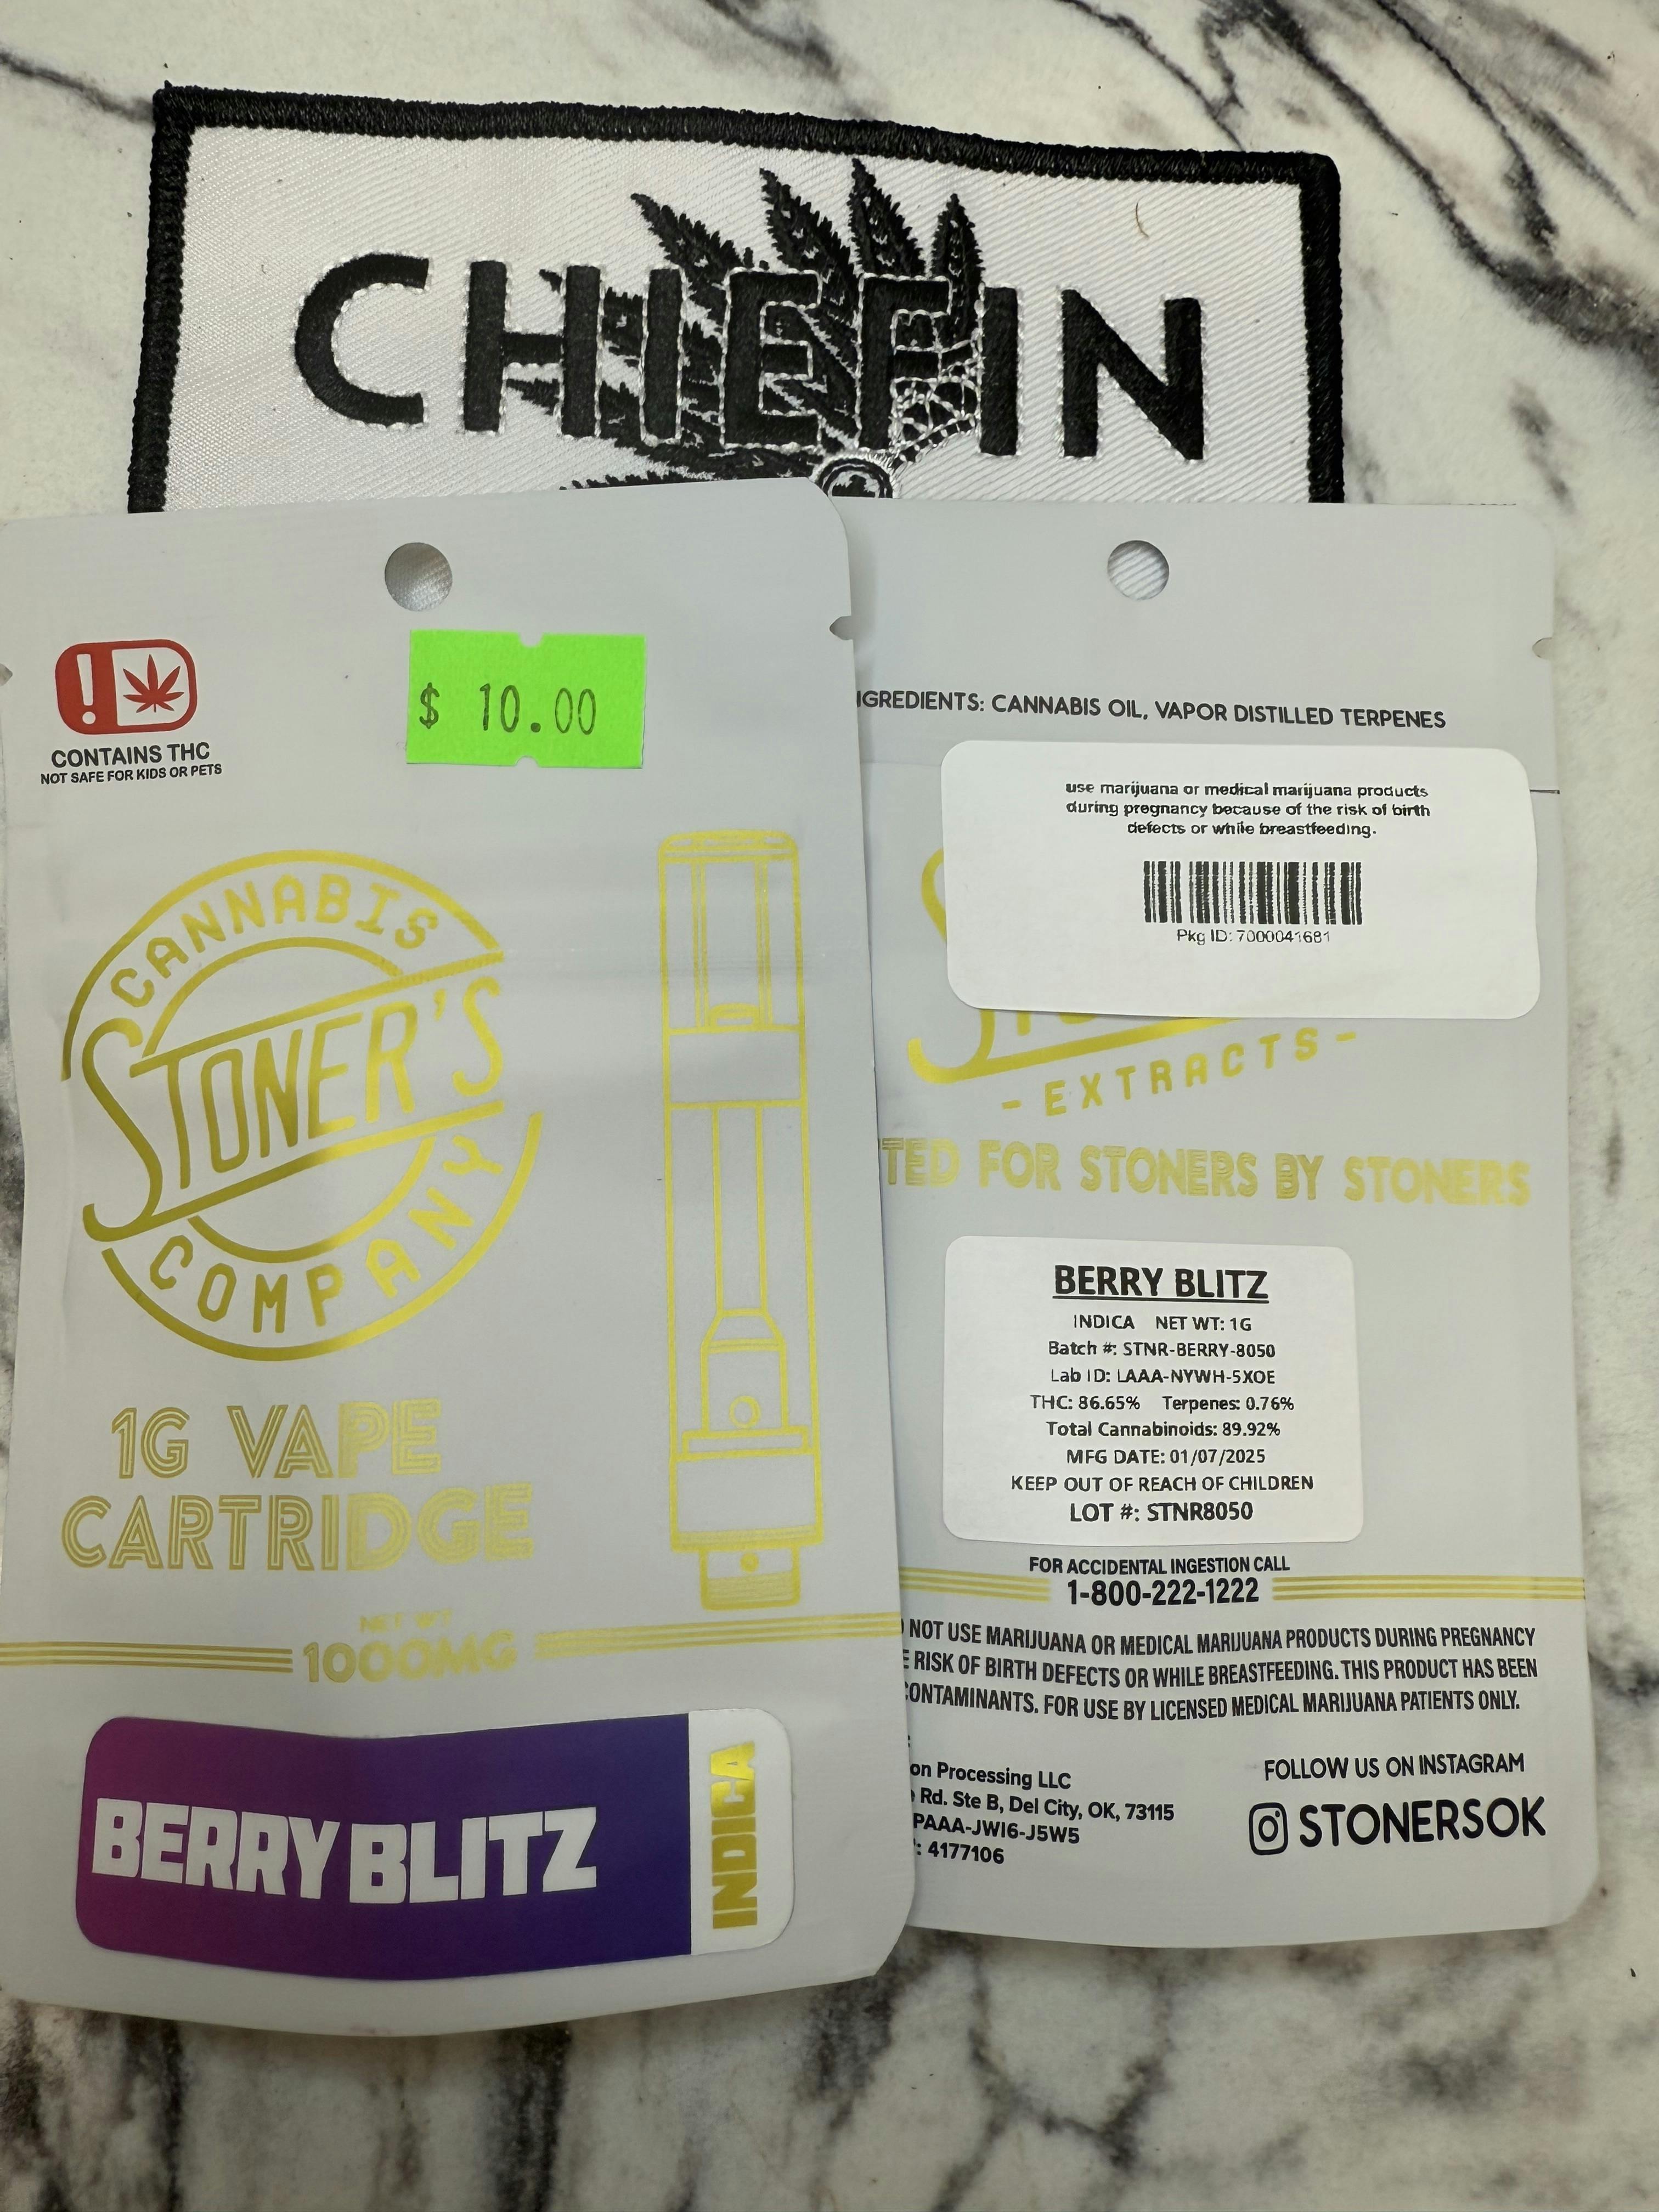 CHIEFIN
$ 10.00
CONTAINS THC
NOT SAFE FOR KIDS OR PETS
CANNABIS
STONER'S
COMPANY
1G VAPE
CARTRIDGE
NET WT
1000MG
BERRY BLITZ
INDICA
GREDIENTS: CANNABIS OIL, VAPOR DISTILLED TERPENES
use marijuana or medical marijuana products
during pregnancy because of the risk of birth
defects or while breastfeeding.
Pkg ID: 7000041681
- EXTRACTS -
TED FOR STONERS BY STONERS
BERRY BLITZ
INDICA NET WT: 1G
Batch #: STNR-BERRY-8050
Lab ID: LAAA-NYWH-5XOE
THC: 86.65% Terpenes: 0.76%
Total Cannabinoids: 89.92%
MFG DATE: 01/07/2025
KEEP OUT OF REACH OF CHILDREN
LOT #: STNR8050
FOR ACCIDENTAL INGESTION CALL
1-800-222-1222
NOT USE MARIJUANA OR MEDICAL MARIJUANA PRODUCTS DURING PREGNANCY
RISK OF BIRTH DEFECTS OR WHILE BREASTFEEDING. THIS PRODUCT HAS BEEN
ONTAMINANTS. FOR USE BY LICENSED MEDICAL MARIJUANA PATIENTS ONLY.
on Processing LLC
Rd. Ste B, Del City, OK, 73115
PAAA-JWI6-J5W5
: 4177106
FOLLOW US ON INSTAGRAM
STONERSOK